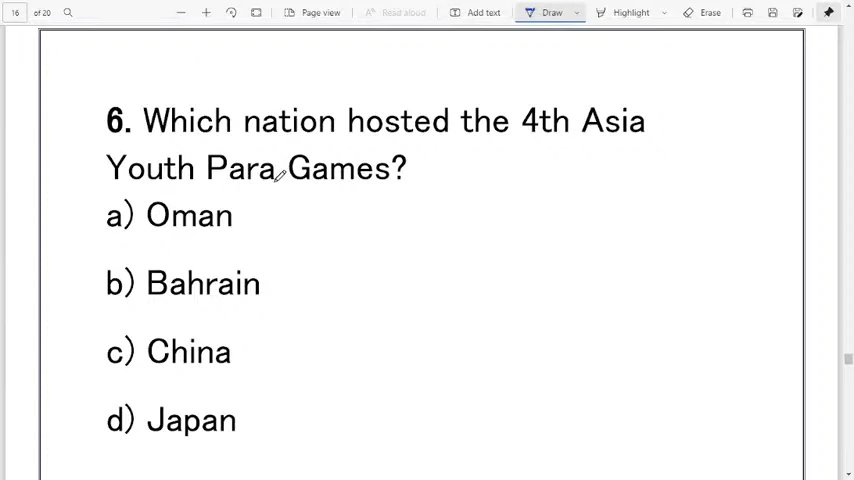 16 of 20 Page view Read aloud Add text Draw Highlight Erase
6. Which nation hosted the 4th Asia
Youth Para Games?
a) Oman
b) Bahrain
c) China
d) Japan